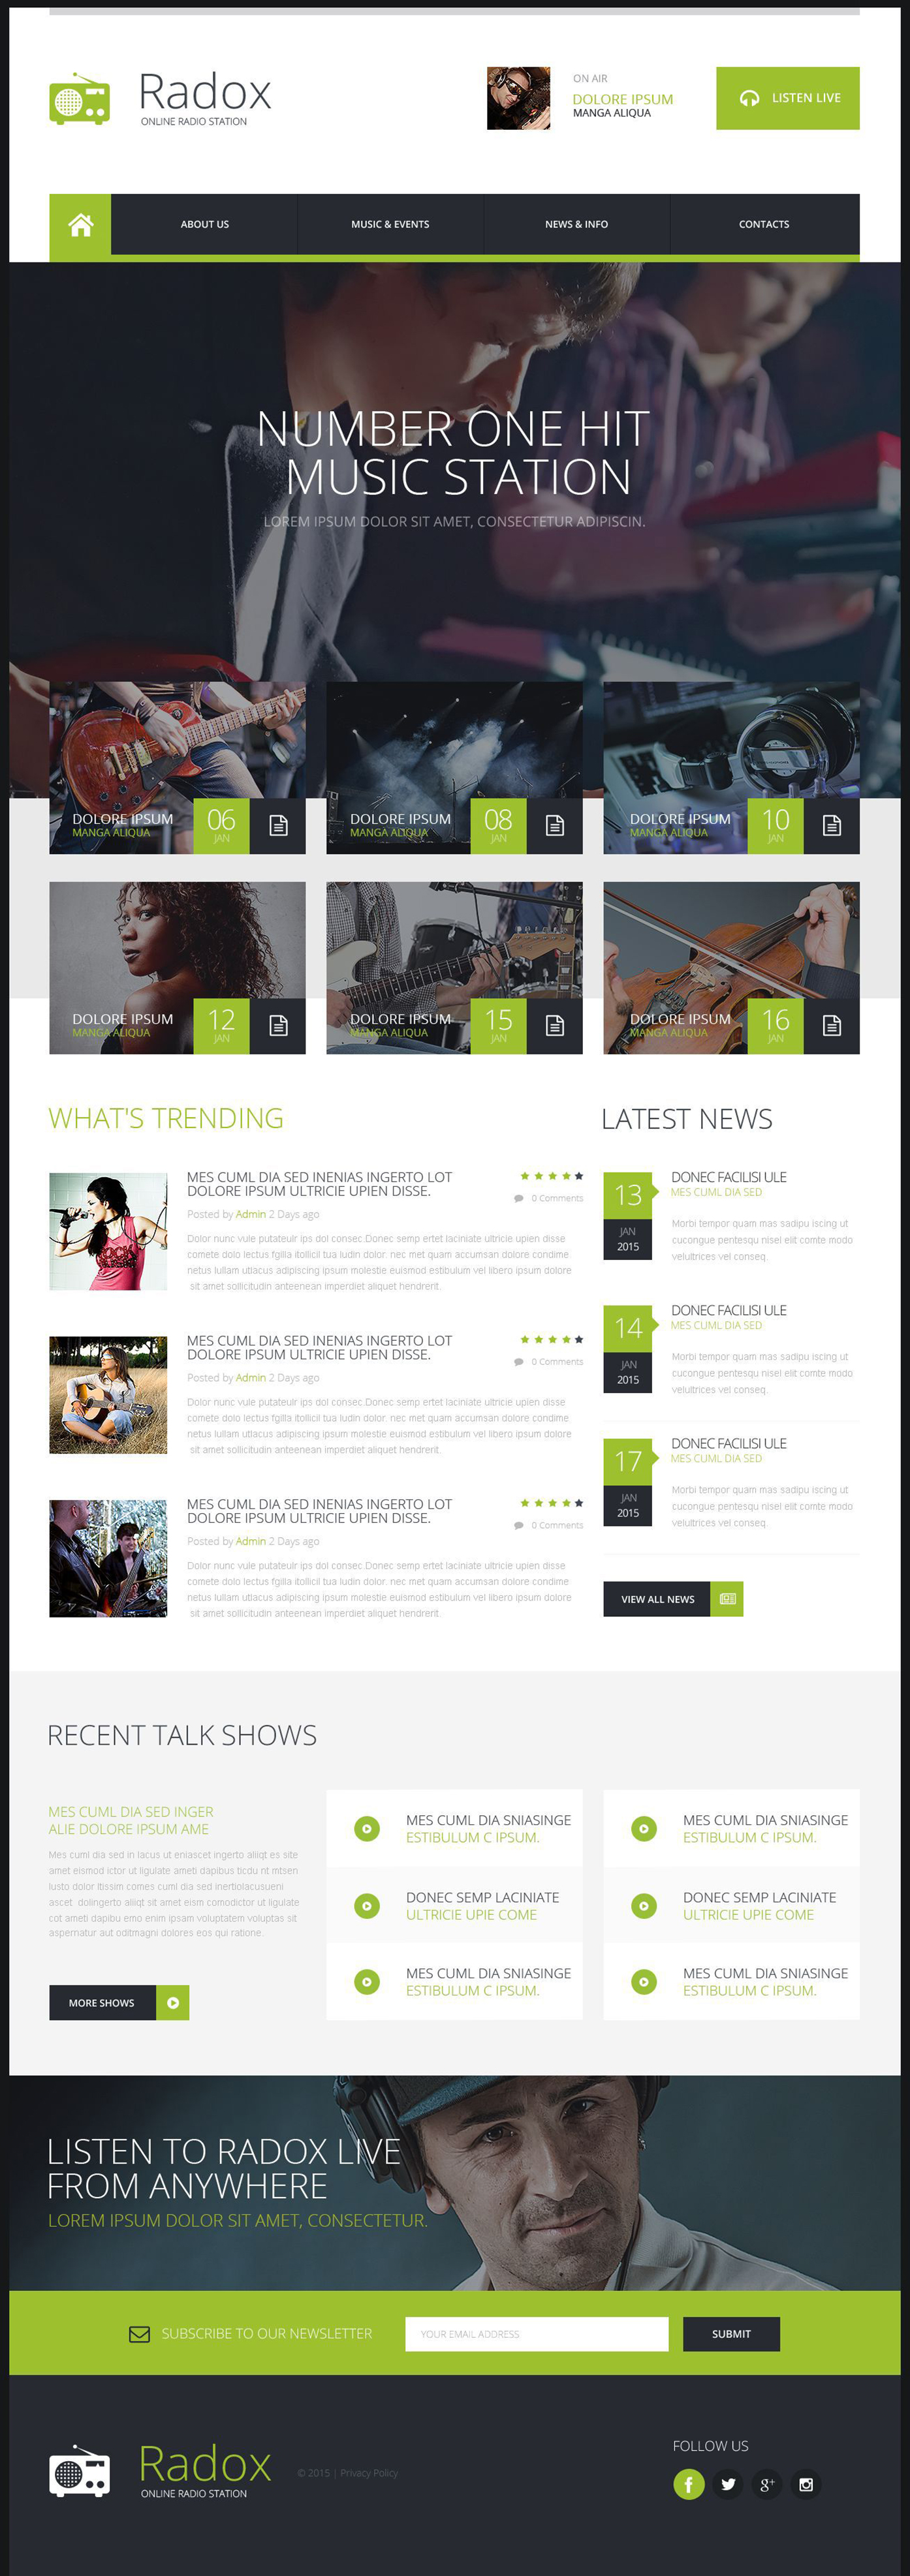 Radox
ONLINE RADIO STATION
ON AIR
DOLORE IPSUM
MANGA ALIQUA
LISTEN LIVE
ABOUT US
MUSIC & EVENTS
NEWS & INFO
CONTACTS
NUMBER ONE HIT
MUSIC STATION
LOREM IPSUM DOLOR SIT AMET, CONSECTETUR ADIPISCIN.
DOLORE IPSUM
MANGA ALIQUA
06
JAN
DOLORE IPSUM
MANGA ALIQUA
08
JAN
DOLORE IPSUM
MANGA ALIQUA
10
JAN
DOLORE IPSUM
MANGA ALIQUA
12
JAN
DOLORE IPSUM
MANGA ALIQUA
15
JAN
DOLORE IPSUM
MANGA ALIQUA
16
JAN
WHAT'S TRENDING
MES CUML DIA SED INENIAS INGERTO LOT
DOLORE IPSUM ULTRICIE UPIEN DISSE.
0 Comments
Posted by Admin 2 Days ago
Dolor nunc vule putateulr ips dol consec.Donec semp ertet laciniate ultricie upien disse
comete dolo lectus fgilla itollicil tua ludin dolor. nec met quam accumsan dolore condime
netus lullam utlacus adipiscing ipsum molestie euismod estibulum vel libero ipsum dolore
sit amet sollicitudin anteenean imperdiet aliquet hendrerit.
MES CUML DIA SED INENIAS INGERTO LOT
DOLORE IPSUM ULTRICIE UPIEN DISSE.
0 Comments
Posted by Admin 2 Days ago
Dolor nunc vule putateulr ips dol consec.Donec semp ertet laciniate ultricie upien disse
comete dolo lectus fgilla itollicil tua ludin dolor. nec met quam accumsan dolore condime
netus lullam utlacus adipiscing ipsum molestie euismod estibulum vel libero ipsum dolore
sit amet sollicitudin anteenean imperdiet aliquet hendrerit.
MES CUML DIA SED INENIAS INGERTO LOT
DOLORE IPSUM ULTRICIE UPIEN DISSE.
0 Comments
Posted by Admin 2 Days ago
Dolor nunc vule putateulr ips dol consec.Donec semp ertet laciniate ultricie upien disse
comete dolo lectus fgilla itollicil tua ludin dolor. nec met quam accumsan dolore condime
netus lullam utlacus adipiscing ipsum molestie euismod estibulum vel libero ipsum dolore
sit amet sollicitudin anteenean imperdiet aliquet hendrerit.
LATEST NEWS
13
JAN
2015
DONEC FACILISI ULE
MES CUML DIA SED
Morbi tempor quam mas sadipu iscing ut
cucongue pentesqu nisel elit comte modo
velultrices vel conseq.
14
JAN
2015
DONEC FACILISI ULE
MES CUML DIA SED
Morbi tempor quam mas sadipu iscing ut
cucongue pentesqu nisel elit comte modo
velultrices vel conseq.
17
JAN
2015
DONEC FACILISI ULE
MES CUML DIA SED
Morbi tempor quam mas sadipu iscing ut
cucongue pentesqu nisel elit comte modo
velultrices vel conseq.
VIEW ALL NEWS
RECENT TALK SHOWS
MES CUML DIA SED INGER
ALIE DOLORE IPSUM AME
Mes cuml dia sed in lacus ut eniascet ingerto aliiqt es site
amet eismod ictor ut ligulate ameti dapibus ticdu nt mtsen
lusto dolor itissim comes cuml dia sed inertiolacusueni
ascet. dolingerto aliiqt sit amet eism comodictor ut ligulate
cot ameti dapibu emo enim ipsam voluptatem voluptas sit
aspernatur aut oditmagni dolores eos qui ratione.
MORE SHOWS
MES CUML DIA SNIASINGE
ESTIBULUM C IPSUM.
DONEC SEMP LACINIATE
ULTRICIE UPIE COME
MES CUML DIA SNIASINGE
ESTIBULUM C IPSUM.
MES CUML DIA SNIASINGE
ESTIBULUM C IPSUM.
DONEC SEMP LACINIATE
ULTRICIE UPIE COME
MES CUML DIA SNIASINGE
ESTIBULUM C IPSUM.
LISTEN TO RADOX LIVE
FROM ANYWHERE
LOREM IPSUM DOLOR SIT AMET, CONSECTETUR.
SUBSCRIBE TO OUR NEWSLETTER
YOUR EMAIL ADDRESS
SUBMIT
Radox
ONLINE RADIO STATION
© 2015 | Privacy Policy
FOLLOW US